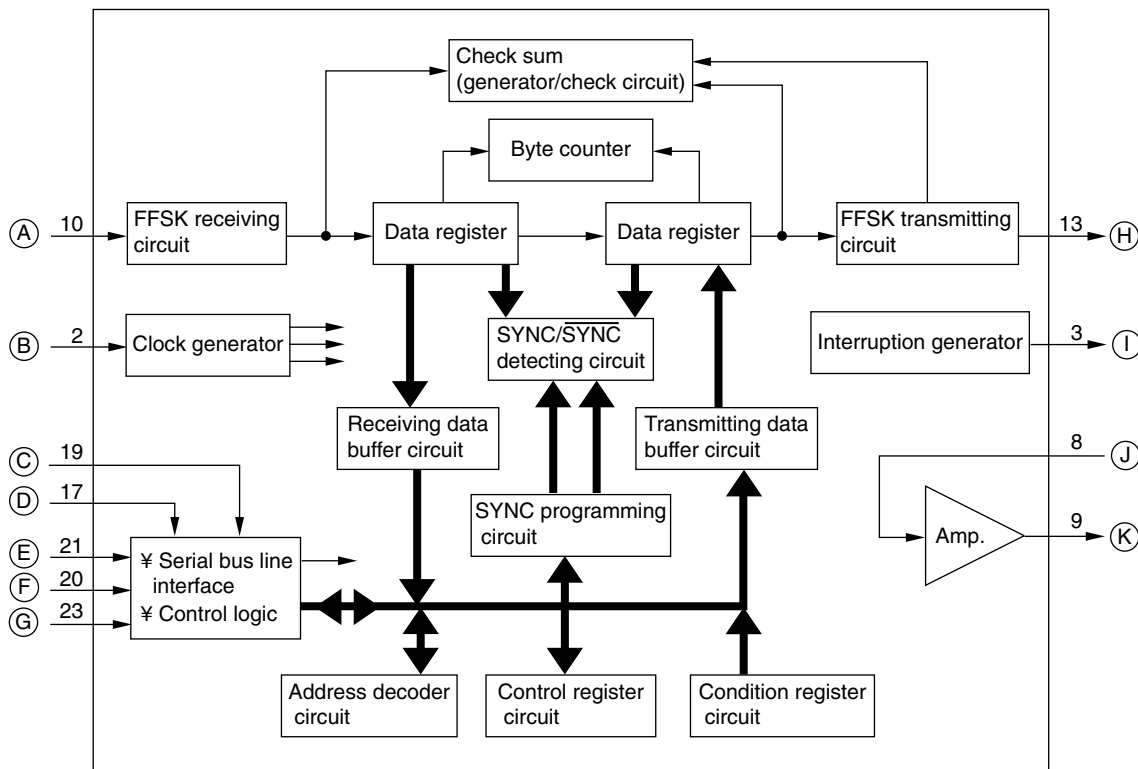 Check sum
(generator/check circuit)
Byte counter
A
10
FFSK receiving
circuit
Data register
Data register
FFSK transmitting
circuit
13
H
B
2
Clock generator
SYNC/SYNC
detecting circuit
Interruption generator
3
I
Receiving data
buffer circuit
Transmitting data
buffer circuit
C
19
D
17
E
21
F
20
G
23
¥ Serial bus line
interface
¥ Control logic
SYNC programming
circuit
8
J
Amp.
9
K
Address decoder
circuit
Control register
circuit
Condition register
circuit